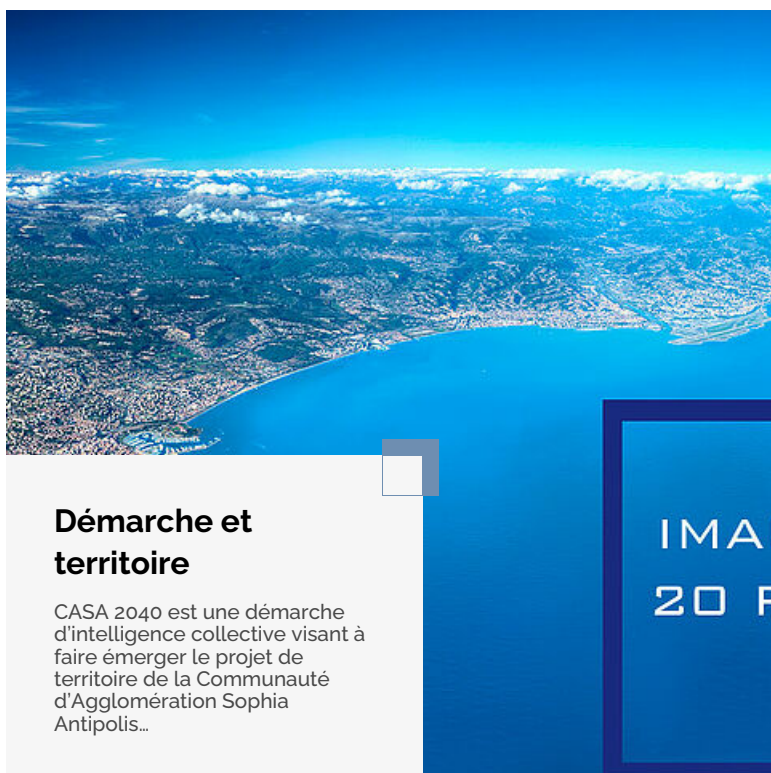 Démarche et
territoire
CASA 2040 est une démarche
d'intelligence collective visant à
faire émerger le projet de
territoire de la Communauté
d'Agglomération Sophia
Antipolis…
IMA
20